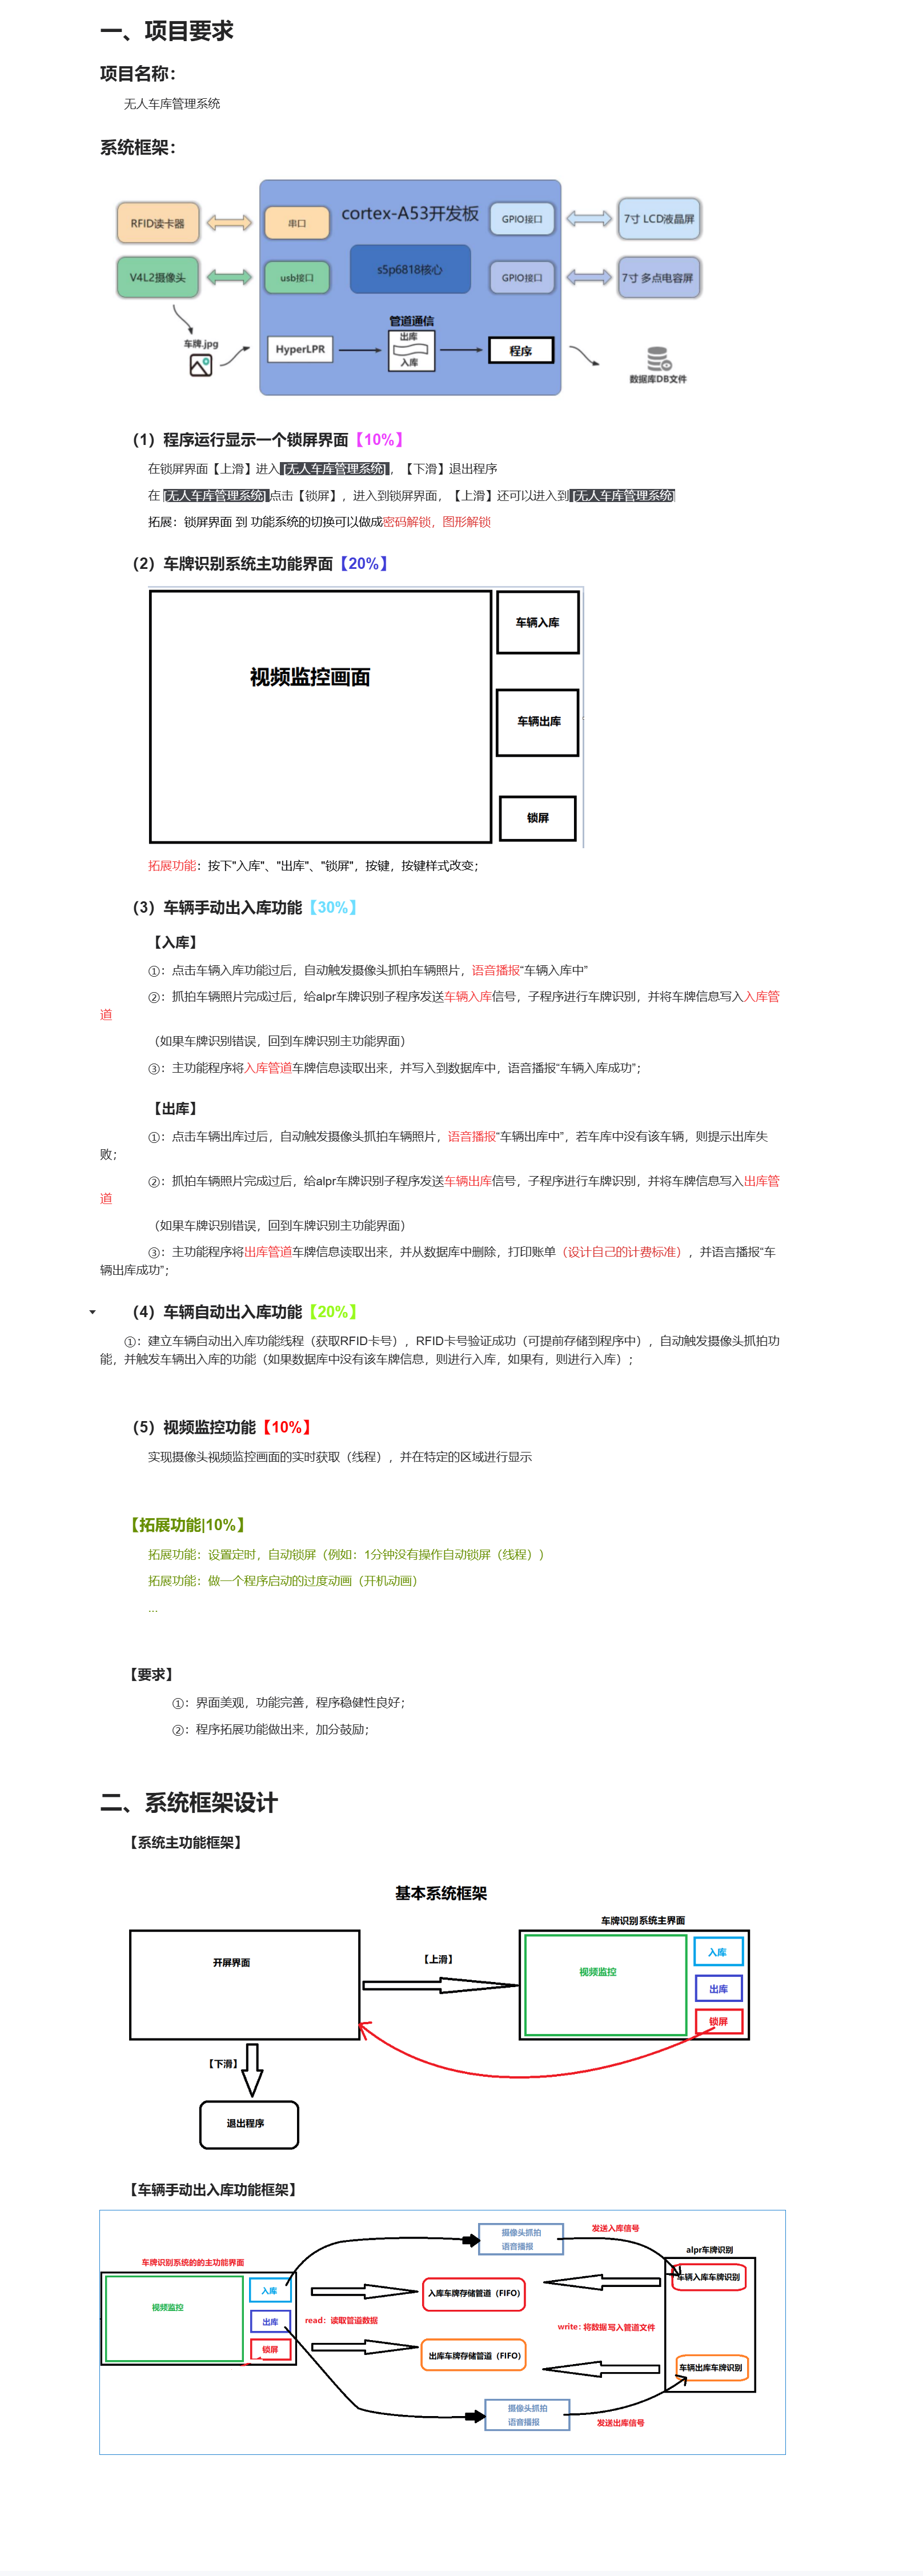 一、项目要求
项目名称：
无人车库管理系统
系统框架：
cortex-A53开发板
RFID读卡器
串口
GPIO接口
7寸 LCD液晶屏
V4L2摄像头
usb接口
s5p6818核心
GPIO接口
7寸 多点电容屏
管道通信
车牌.jpg
HyperLPR
出库
入库
程序
数据库DB文件
（1）程序运行显示一个锁屏界面【10%】
在锁屏界面【上滑】进入 [无人车库管理系统] ，【下滑】退出程序
在 [无人车库管理系统] 点击【锁屏】，进入到锁屏界面，【上滑】还可以进入到 [无人车库管理系统]
拓展：锁屏界面 到 功能系统的切换可以做成密码解锁，图形解锁
（2）车牌识别系统主功能界面【20%】
视频监控画面
车辆入库
车辆出库
锁屏
拓展功能：按下"入库"、"出库"、"锁屏"，按键，按键样式改变；
（3）车辆手动出入库功能【30%】
【入库】
①：点击车辆入库功能过后，自动触发摄像头抓拍车辆照片，语音播报“车辆入库中”
②：抓拍车辆照片完成过后，给alpr车牌识别子程序发送车辆入库信号，子程序进行车牌识别，并将车牌信息写入入库管
道
（如果车牌识别错误，回到车牌识别主功能界面）
③：主功能程序将入库管道车牌信息读取出来，并写入到数据库中，语音播报“车辆入库成功”；
【出库】
①：点击车辆出库过后，自动触发摄像头抓拍车辆照片，语音播报“车辆出库中”，若车库中没有该车辆，则提示出库失
败；
②：抓拍车辆照片完成过后，给alpr车牌识别子程序发送车辆出库信号，子程序进行车牌识别，并将车牌信息写入出库管
道
（如果车牌识别错误，回到车牌识别主功能界面）
③：主功能程序将出库管道车牌信息读取出来，并从数据库中删除，打印账单（设计自己的计费标准），并语言播报“车
辆出库成功”；
（4）车辆自动出入库功能【20%】
①：建立车辆自动出入库功能线程（获取RFID卡号），RFID卡号验证成功（可提前存储到程序中），自动触发摄像头抓拍功
能，并触发车辆出入库的功能（如果数据库中没有该车牌信息，则进行入库，如果有，则进行入库）；
（5）视频监控功能【10%】
实现摄像头视频监控画面的实时获取（线程），并在特定的区域进行显示
【拓展功能|10%】
拓展功能：设置定时，自动锁屏（例如：1分钟没有操作自动锁屏（线程））
拓展功能：做一个程序启动的过度动画（开机动画）
...
【要求】
①：界面美观，功能完善，程序稳健性良好；
②：程序拓展功能做出来，加分鼓励；
二、系统框架设计
【系统主功能框架】
基本系统框架
车牌识别系统主界面
开屏界面
【上滑】
视频监控
入库
出库
锁屏
【下滑】
退出程序
【车辆手动出入库功能框架】
摄像头抓拍
语音播报
发送入库信号
alpr车牌识别
车牌识别系统的的主功能界面
车辆入库车牌识别
视频监控
入库
出库
锁屏
入库车牌存储管道（FIFO）
read：读取管道数据
write：将数据写入管道文件
出库车牌存储管道（FIFO）
车辆出库车牌识别
摄像头抓拍
语音播报
发送出库信号